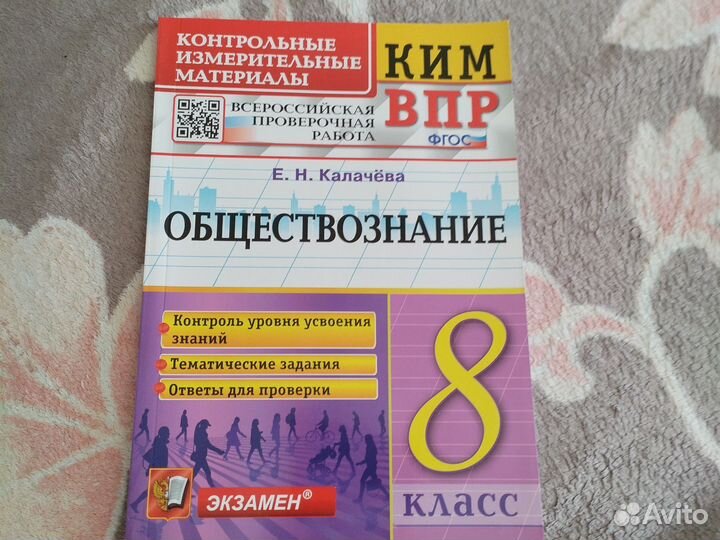 КОНТРОЛЬНЫЕ
ИЗМЕРИТЕЛЬНЫЕ
МАТЕРИАЛЫ
КИМ
ВСЕРОССИЙСКАЯ
ПРОВЕРОЧНАЯ
РАБОТА
ВПР
ФГОС
Е. Н. Калачёва
ОБЩЕСТВОЗНАНИЕ
Контроль уровня усвоения
знаний
Тематические задания
Ответы для проверки
8
класс
ЭКЗАМЕН®
Avito